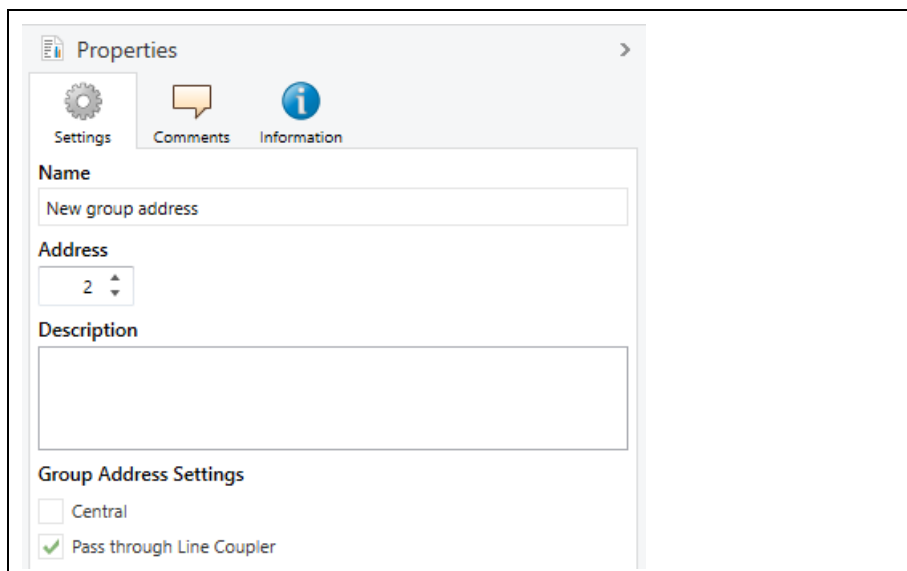 Properties
Settings Comments Information
Name
New group address
Address
2
Description
Group Address Settings
Central
Pass through Line Coupler